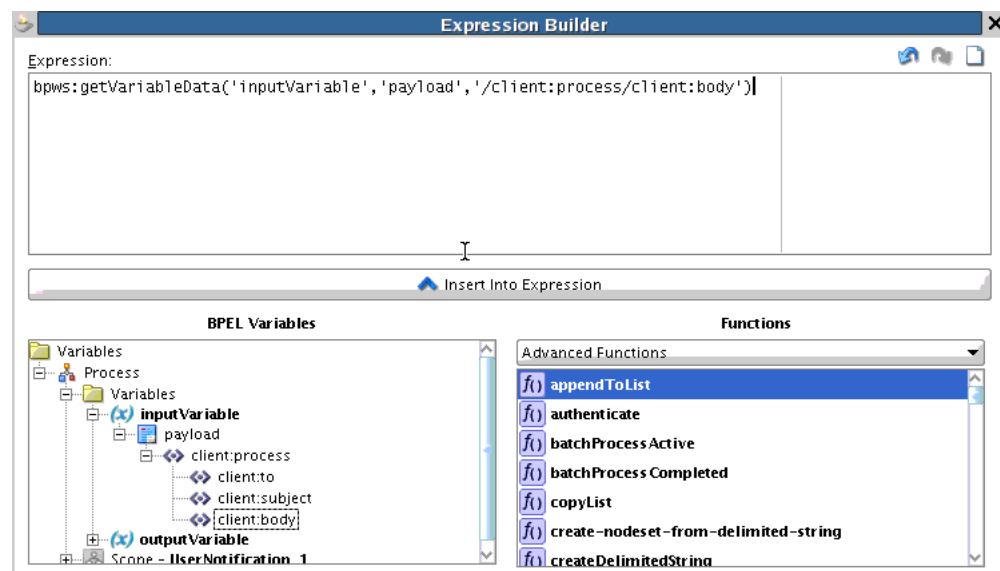 Expression Builder
Expression:
bpws:getVariableData('inputVariable','payload','/client:process/client:body')
Insert Into Expression
BPEL Variables
Variables
Process
Variables
(x) inputVariable
payload
client:process
client:to
client:subject
client:body
(x) outputVariable
Scope - UserNotification_1
Functions
Advanced Functions
f() appendToList
f() authenticate
f() batchProcessActive
f() batchProcessCompleted
f() copyList
f() create-nodeset-from-delimited-string
f() createDelimitedString